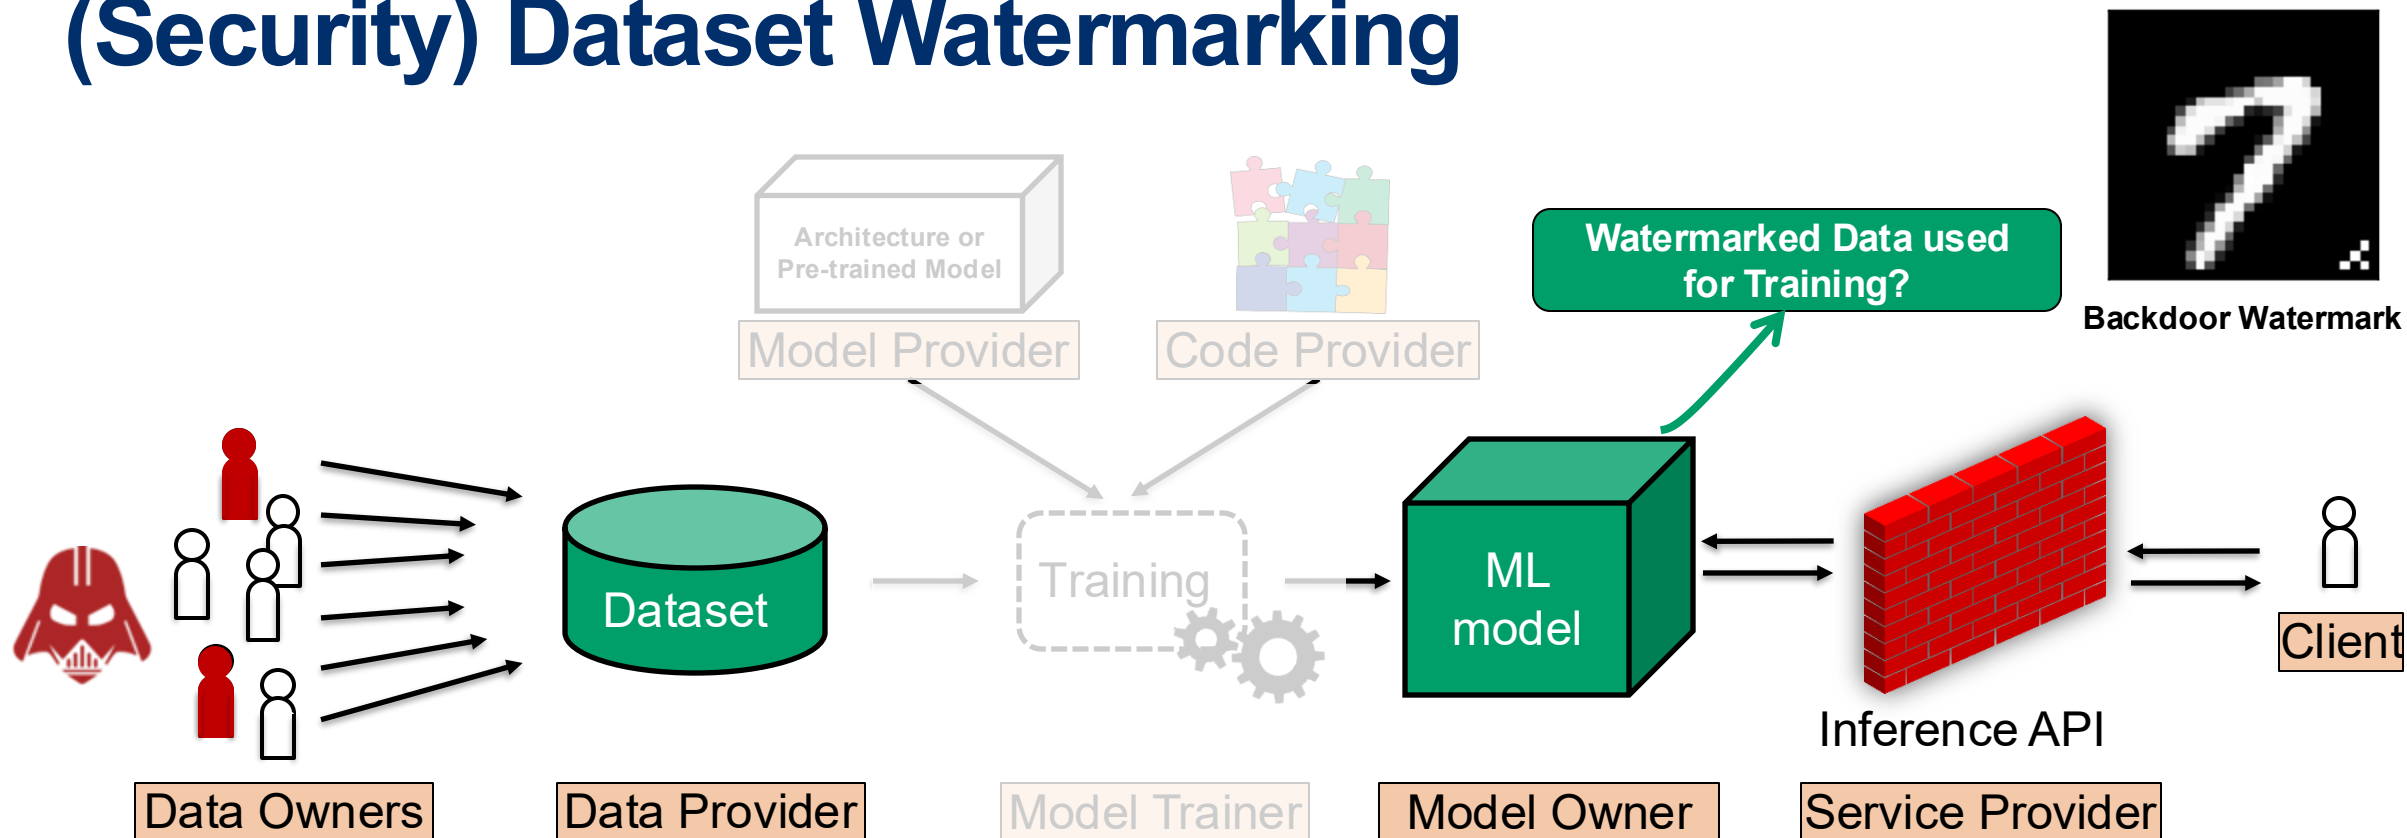 (Security) Dataset Watermarking
Architecture or
Pre-trained Model
Model Provider
Code Provider
Watermarked Data used
for Training?
Backdoor Watermark
Dataset
Training
ML
model
Inference API
Client
Data Owners
Data Provider
Model Trainer
Model Owner
Service Provider